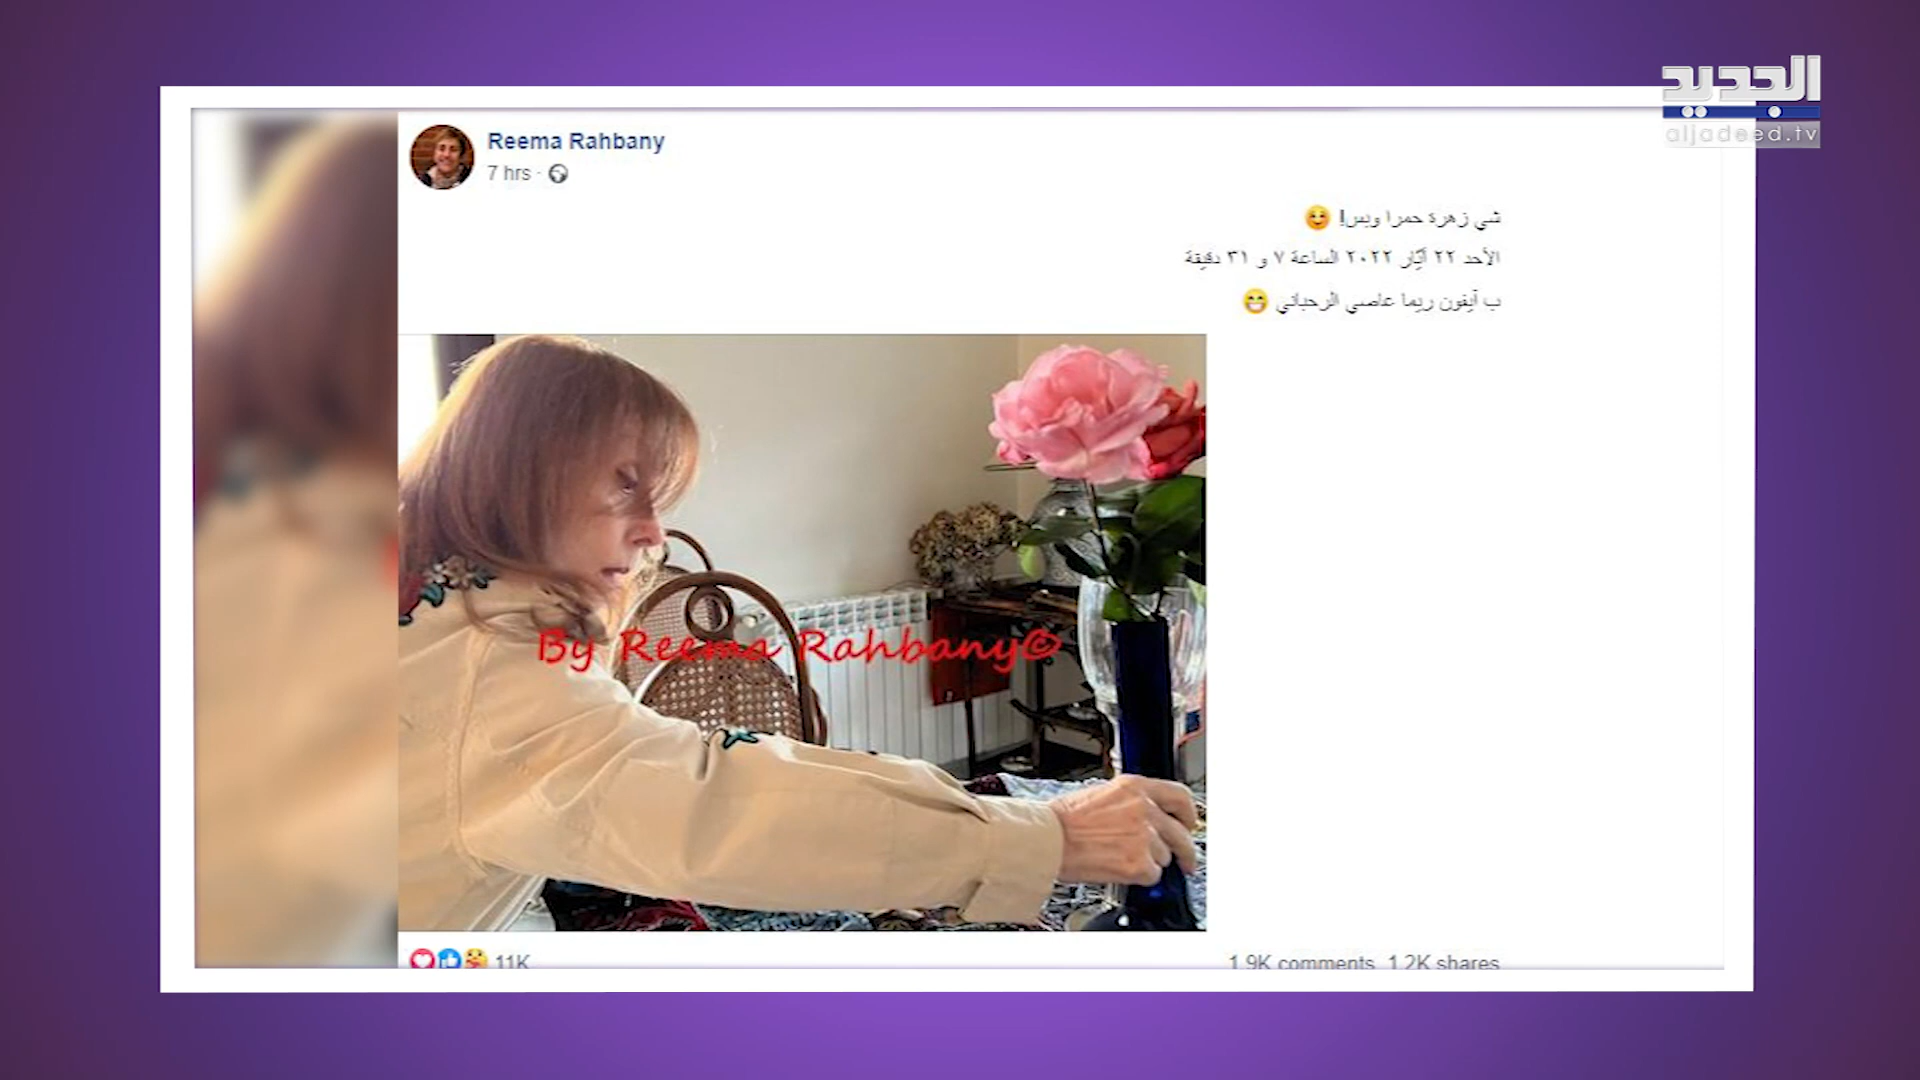 الجديد
aljadeed.tv
Reema Rahbany
7 hrs ·
شي زهرة حمرا وبس! 😊
الأحد ٢٢ أيّار ٢٠٢٢ الساعة ٧ و ٣١ دقيقة
ب آيفون ريما عاصي الرحباني 😁
By Reema Rahbany©
11K
1.9K comments 1.2K shares